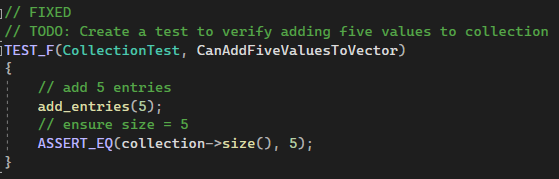 // FIXED
// TODO: Create a test to verify adding five values to collection
TEST_F(CollectionTest, CanAddFiveValuesToVector)
{
    // add 5 entries
    add_entries(5);
    // ensure size = 5
    ASSERT_EQ(collection->size(), 5);
}